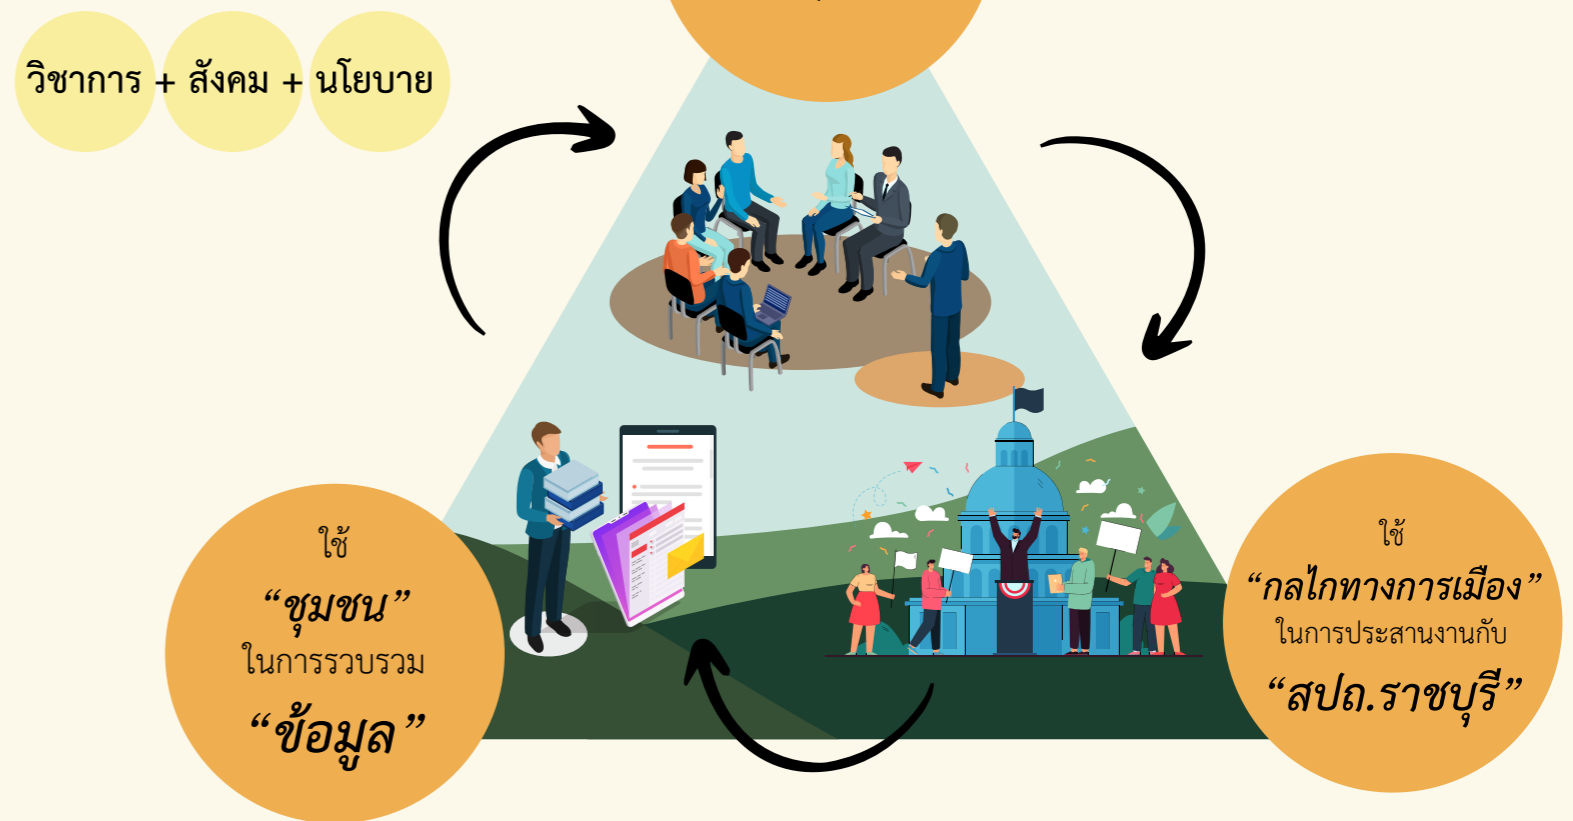 วิชาการ + สังคม + นโยบาย
ใช้
“ชุมชน”
ในการรวบรวม
“ข้อมูล”
ใช้
“กลไกทางการเมือง”
ในการประสานงานกับ
“สปถ.ราชบุรี”